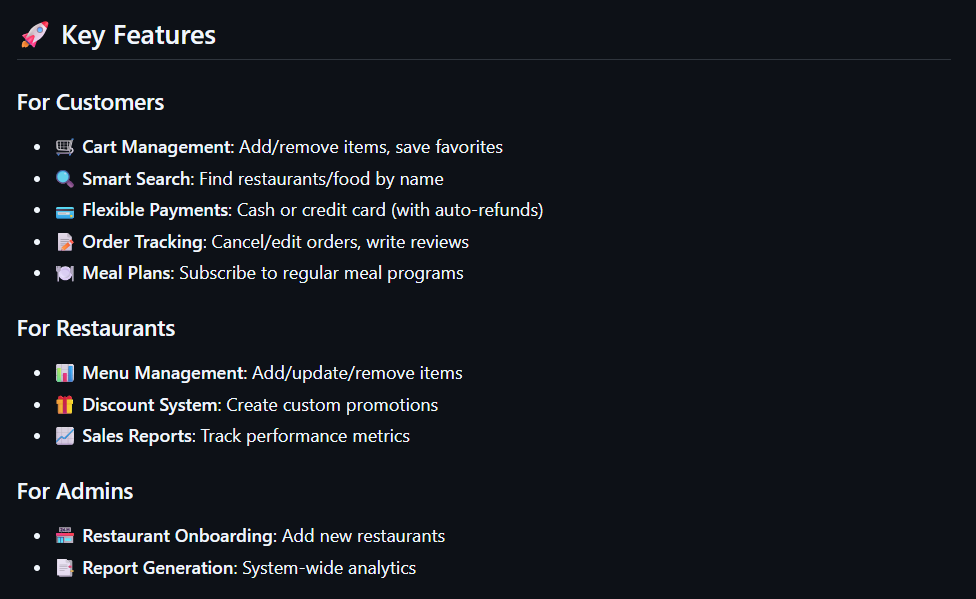 🚀 Key Features
For Customers
• 🛒 Cart Management: Add/remove items, save favorites
• 🔍 Smart Search: Find restaurants/food by name
• 💳 Flexible Payments: Cash or credit card (with auto-refunds)
• 📝 Order Tracking: Cancel/edit orders, write reviews
• 🍽️ Meal Plans: Subscribe to regular meal programs
For Restaurants
• 📊 Menu Management: Add/update/remove items
• 🎁 Discount System: Create custom promotions
• 📈 Sales Reports: Track performance metrics
For Admins
• 🏪 Restaurant Onboarding: Add new restaurants
• 📑 Report Generation: System-wide analytics